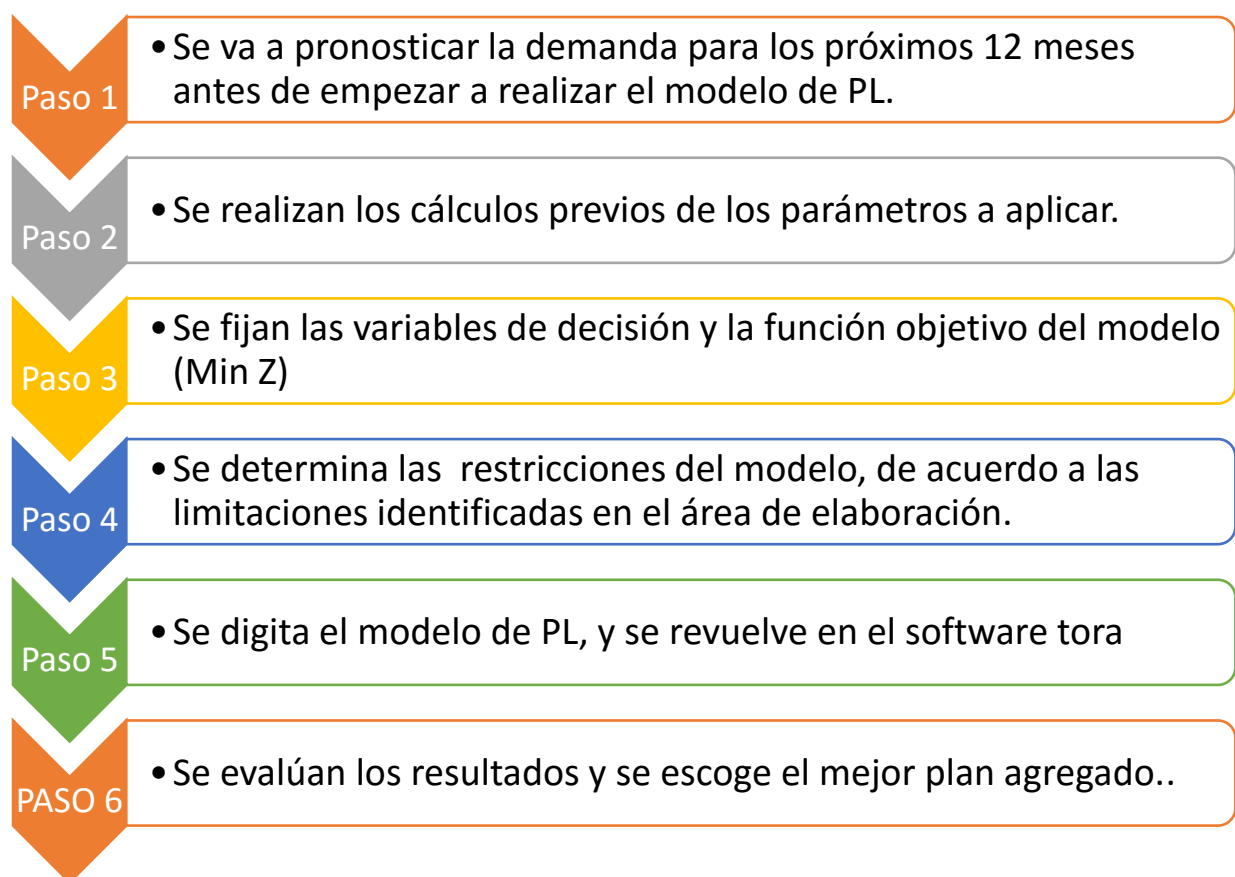 Paso 1
• Se va a pronosticar la demanda para los próximos 12 meses
antes de empezar a realizar el modelo de PL.
Paso 2
• Se realizan los cálculos previos de los parámetros a aplicar.
Paso 3
• Se fijan las variables de decisión y la función objetivo del modelo
(Min Z)
Paso 4
• Se determina las  restricciones del modelo, de acuerdo a las
limitaciones identificadas en el área de elaboración.
Paso 5
• Se digita el modelo de PL, y se revuelve en el software tora
PASO 6
• Se evalúan los resultados y se escoge el mejor plan agregado..